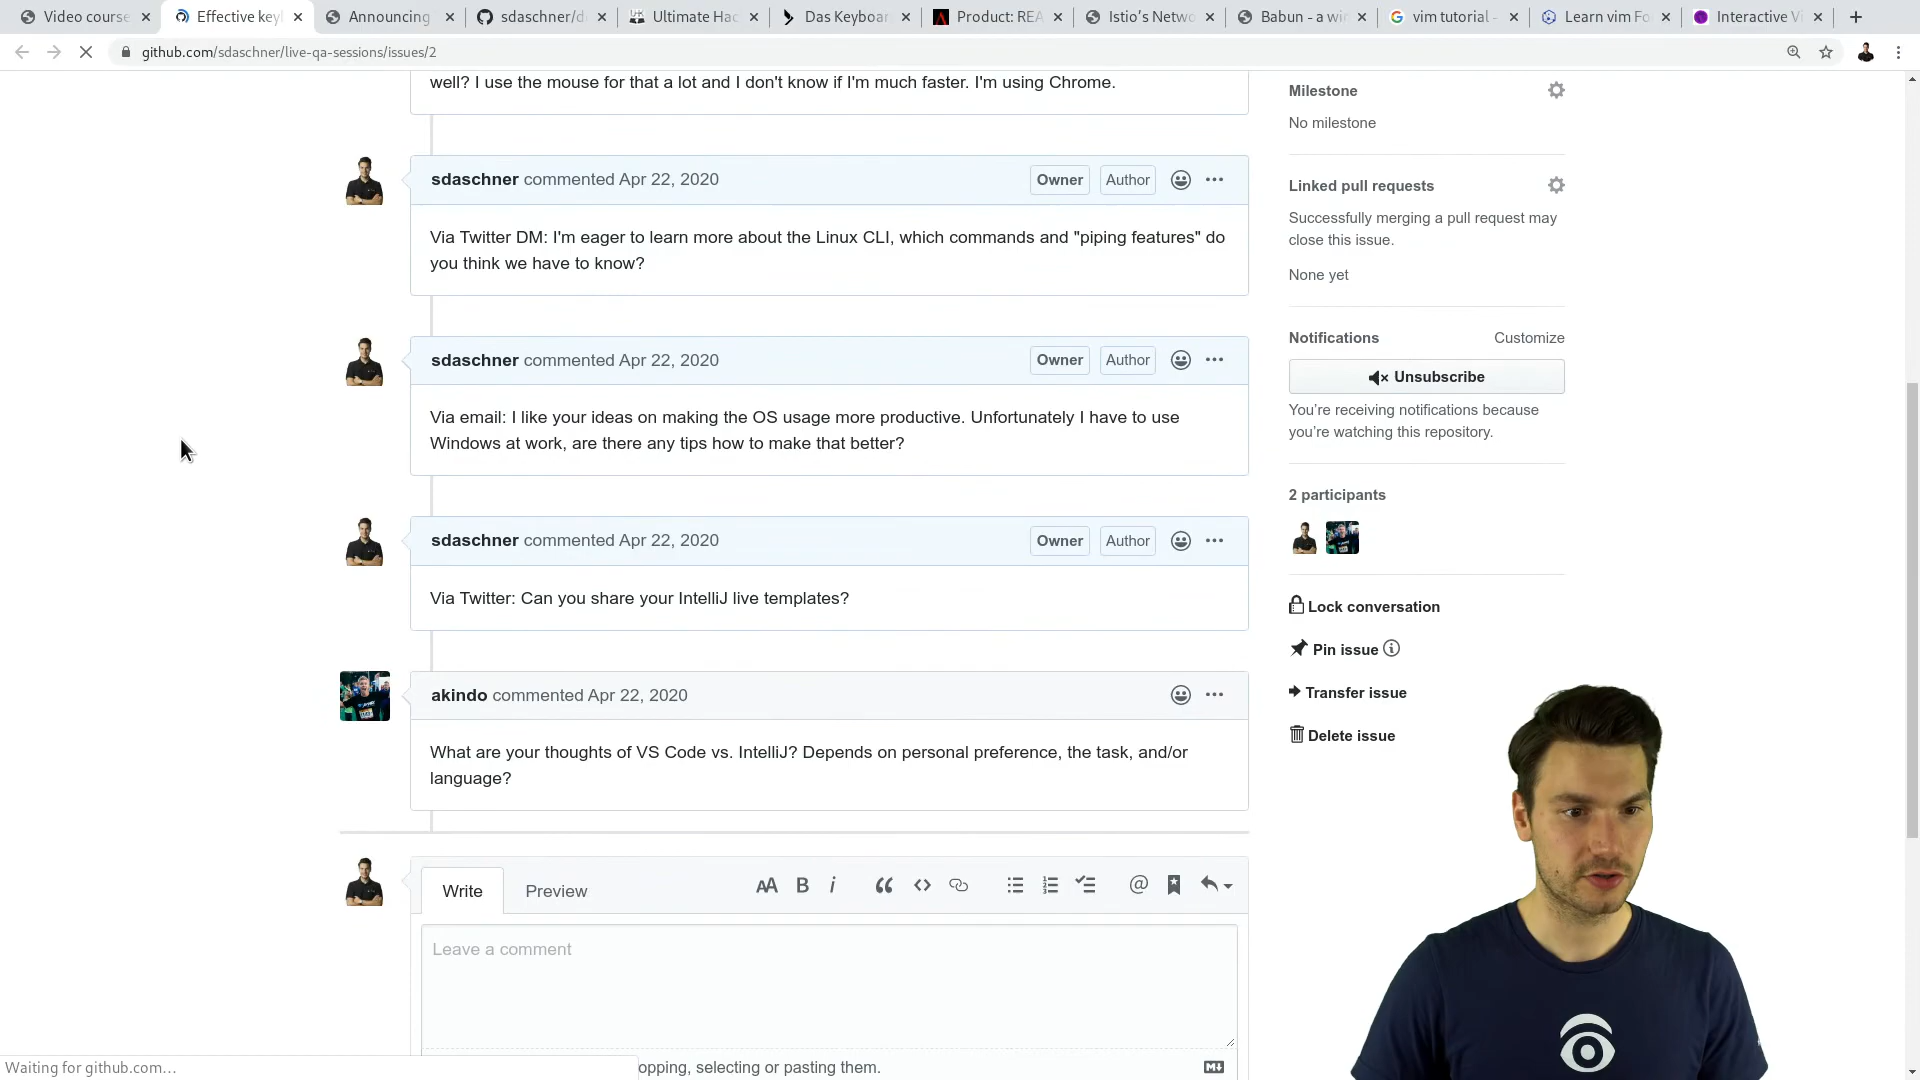 Video course
Effective key
Announcing
sdaschner/d
Ultimate Hac
Das Keyboar
Product: REA
Istio's Netwo
Babun - a wi
vim tutorial -
Learn vim Fo
Interactive Vi
github.com/sdaschner/live-qa-sessions/issues/2
well? I use the mouse for that a lot and I don't know if I'm much faster. I'm using Chrome.
sdaschner commented Apr 22, 2020
Owner
Author
Via Twitter DM: I'm eager to learn more about the Linux CLI, which commands and "piping features" do
you think we have to know?
sdaschner commented Apr 22, 2020
Owner
Author
Via email: I like your ideas on making the OS usage more productive. Unfortunately I have to use
Windows at work, are there any tips how to make that better?
sdaschner commented Apr 22, 2020
Owner
Author
Via Twitter: Can you share your IntelliJ live templates?
akindo commented Apr 22, 2020
What are your thoughts of VS Code vs. IntelliJ? Depends on personal preference, the task, and/or
language?
Write
Preview
Leave a comment
opping, selecting or pasting them.
Waiting for github.com…
Milestone
No milestone
Linked pull requests
Successfully merging a pull request may
close this issue.
None yet
Notifications
Customize
Unsubscribe
You're receiving notifications because
you're watching this repository.
2 participants
Lock conversation
Pin issue
Transfer issue
Delete issue